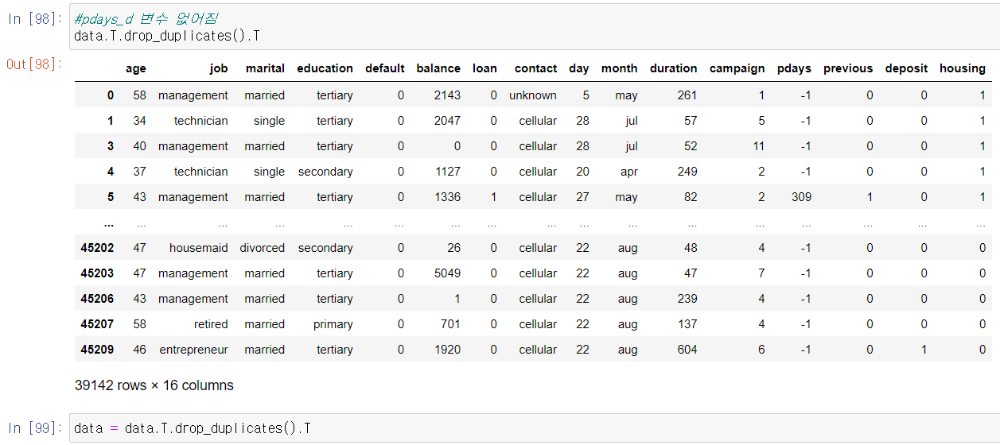 In [98]: #pdays_d 변수 없어짐
data.T.drop_duplicates().T
Out[98]:
age job marital education default balance loan contact day month duration campaign pdays previous deposit housing
0 58 management married tertiary 0 2143 0 unknown 5 may 261 1 -1 0 0 1
1 34 technician single tertiary 0 2047 0 cellular 28 jul 57 5 -1 0 0 1
3 40 management married tertiary 0 0 0 cellular 28 jul 52 11 -1 0 0 1
4 37 technician single secondary 0 1127 0 cellular 20 apr 249 2 -1 0 0 1
5 43 management married tertiary 0 1336 1 cellular 27 may 82 2 309 1 0 1
... ... ... ... ... ... ... ... ... ... ... ... ... ... ... ... ...
45202 47 housemaid divorced secondary 0 26 0 cellular 22 aug 48 4 -1 0 0 0
45203 47 management married tertiary 0 5049 0 cellular 22 aug 47 7 -1 0 0 0
45206 43 management married tertiary 0 1 0 cellular 22 aug 239 4 -1 0 0 0
45207 58 retired married primary 0 701 0 cellular 22 aug 137 4 -1 0 0 0
45209 46 entrepreneur married tertiary 0 1920 0 cellular 22 aug 604 6 -1 0 1 0
39142 rows × 16 columns
In [99]: data = data.T.drop_duplicates().T